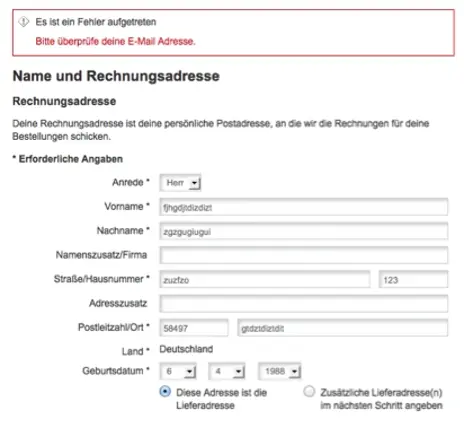 Es ist ein Fehler aufgetreten
Bitte überprüfe deine E-Mail Adresse.
Name und Rechnungsadresse
Rechnungsadresse
Deine Rechnungsadresse ist deine persönliche Postadresse, an die wir die Rechnungen für deine
Bestellungen schicken.
* Erforderliche Angaben
Anrede * Herr
Vorname * fjhgdjtdizdizt
Nachname * zgzgugiugui
Namenszusatz/Firma
Straße/Hausnummer * zuzfzo 123
Adresszusatz
Postleitzahl/Ort * 58497 gtdztdiztdit
Land * Deutschland
Geburtsdatum * 6 4 1988
Diese Adresse ist die Zusätzliche Lieferadresse(n)
Lieferadresse im nächsten Schritt angeben